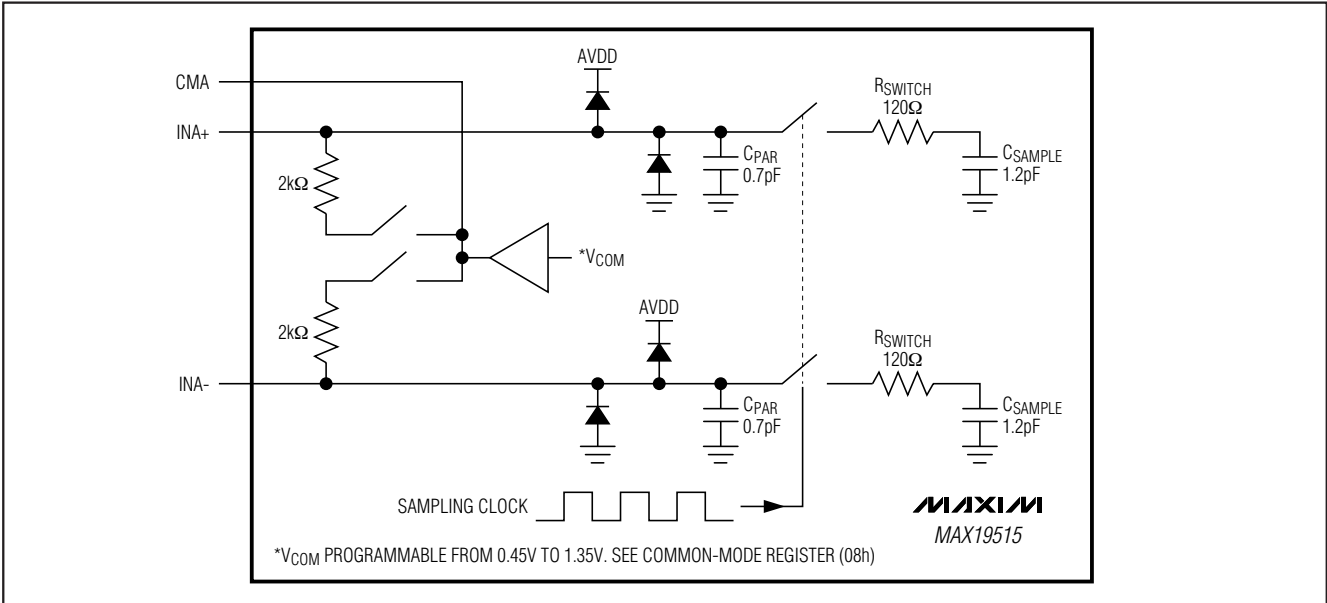 AVDD
CMA
RSWITCH
120Ω
INA+
CPAR
0.7pF
CSAMPLE
1.2pF
2kΩ
*VCOM
AVDD
2kΩ
RSWITCH
120Ω
INA-
CPAR
0.7pF
CSAMPLE
1.2pF
SAMPLING CLOCK
MAXIM
MAX19515
*VCOM PROGRAMMABLE FROM 0.45V TO 1.35V. SEE COMMON-MODE REGISTER (08h)